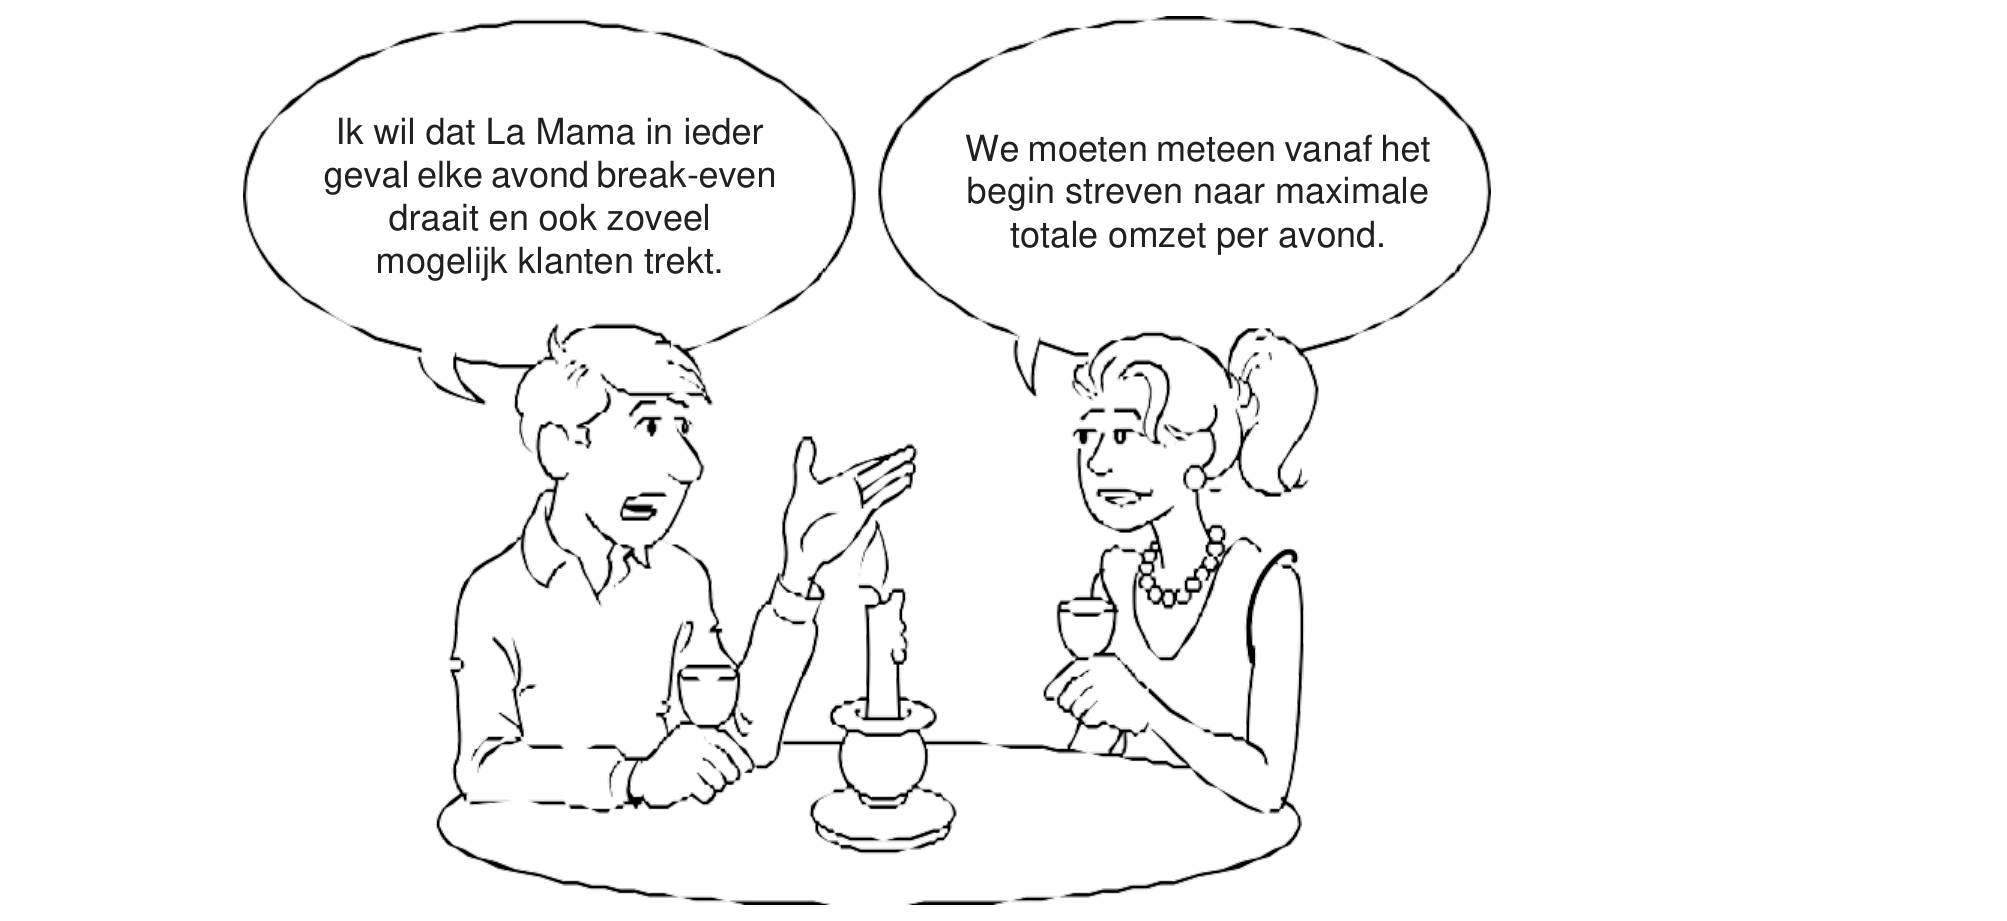 Ik wil dat La Mama in ieder
geval elke avond break-even
draait en ook zoveel
mogelijk klanten trekt.
We moeten meteen vanaf het
begin streven naar maximale
totale omzet per avond.